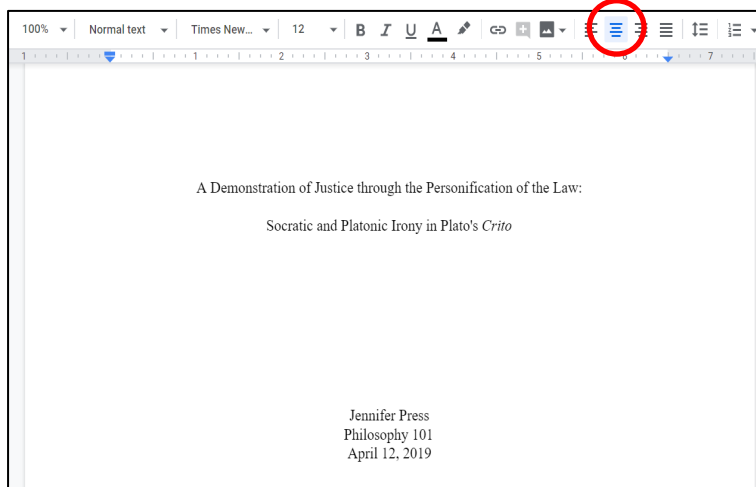 100% Normal text Times New... 12 B I U A
1 1 2 3 4 5 6 7
A Demonstration of Justice through the Personification of the Law:
Socratic and Platonic Irony in Plato's Crito
Jennifer Press
Philosophy 101
April 12, 2019